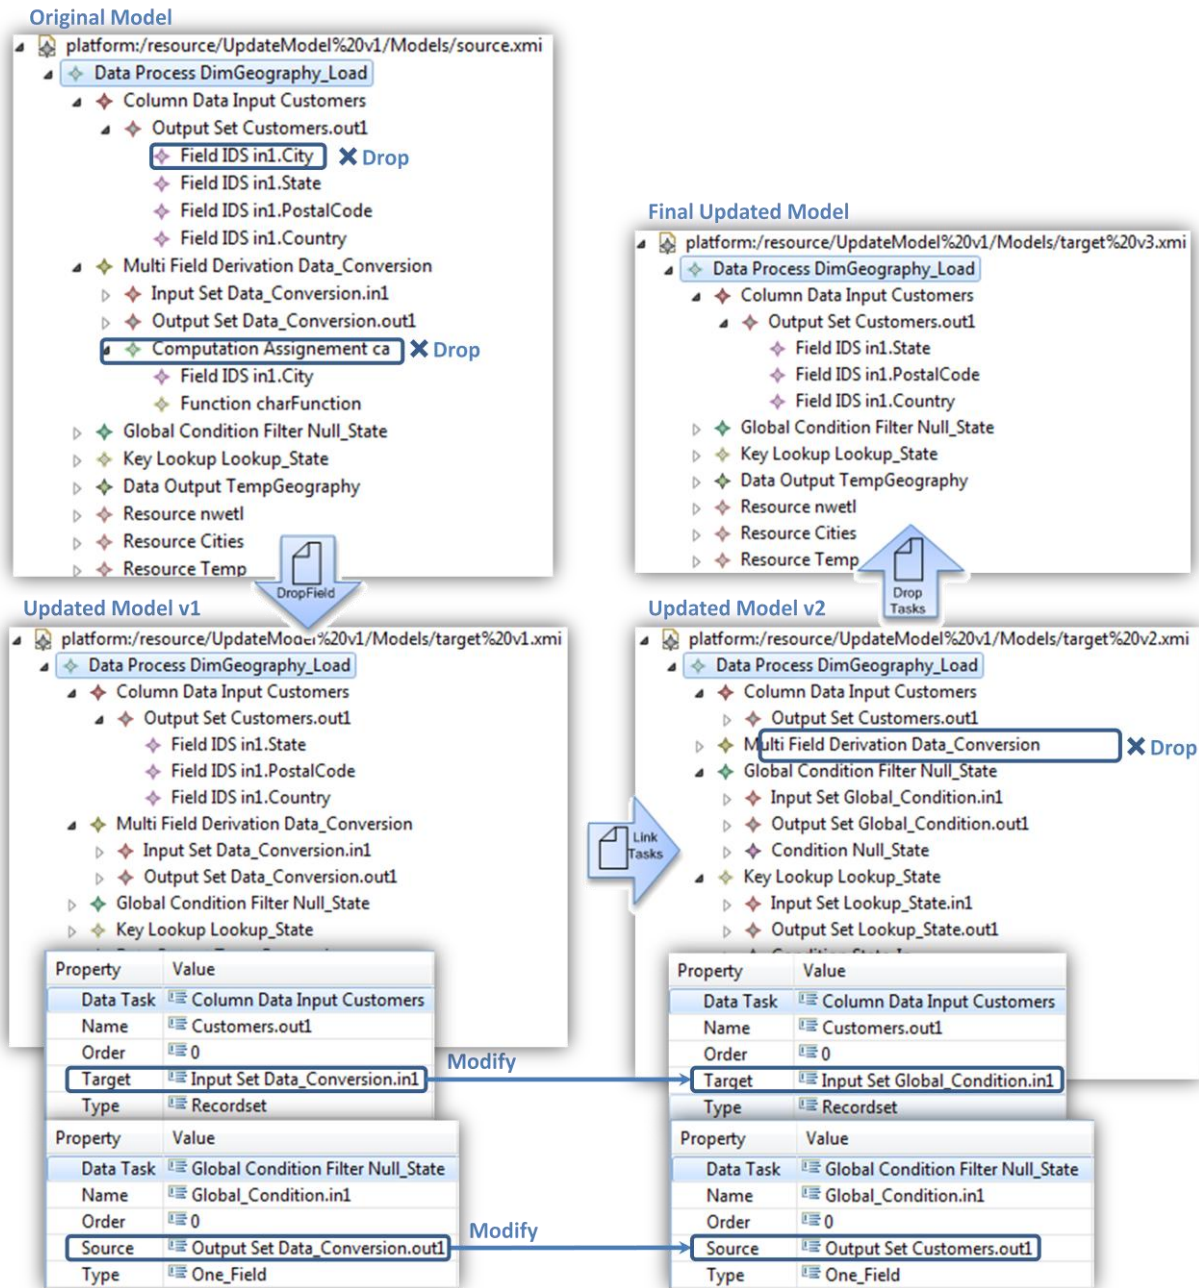 Original Model
platform:/resource/UpdateModel%20v1/Models/source.xmi
Data Process DimGeography_Load
Column Data Input Customers
Output Set Customers.out1
Field IDS in1.City
Drop
Field IDS in1.State
Field IDS in1.PostalCode
Field IDS in1.Country
Multi Field Derivation Data_Conversion
Input Set Data_Conversion.in1
Output Set Data_Conversion.out1
Computation Assignement ca
Drop
Field IDS in1.City
Function charFunction
Global Condition Filter Null_State
Key Lookup Lookup_State
Data Output TempGeography
Resource nwetl
Resource Cities
Resource Temp
DropField
Final Updated Model
platform:/resource/UpdateModel%20v1/Models/target%20v3.xmi
Data Process DimGeography_Load
Column Data Input Customers
Output Set Customers.out1
Field IDS in1.State
Field IDS in1.PostalCode
Field IDS in1.Country
Global Condition Filter Null_State
Key Lookup Lookup_State
Data Output TempGeography
Resource nwetl
Resource Cities
Resource Temp
Drop
Tasks
Updated Model v1
platform:/resource/UpdateModel%20v1/Models/target%20v1.xmi
Data Process DimGeography_Load
Column Data Input Customers
Output Set Customers.out1
Field IDS in1.State
Field IDS in1.PostalCode
Field IDS in1.Country
Multi Field Derivation Data_Conversion
Input Set Data_Conversion.in1
Output Set Data_Conversion.out1
Global Condition Filter Null_State
Key Lookup Lookup_State
Link
Tasks
Updated Model v2
platform:/resource/UpdateModel%20v1/Models/target%20v2.xmi
Data Process DimGeography_Load
Column Data Input Customers
Output Set Customers.out1
Multi Field Derivation Data_Conversion
Drop
Global Condition Filter Null_State
Input Set Global_Condition.in1
Output Set Global_Condition.out1
Condition Null_State
Key Lookup Lookup_State
Input Set Lookup_State.in1
Output Set Lookup_State.out1
Property Value
Data Task Column Data Input Customers
Name Customers.out1
Order 0
Target Input Set Data_Conversion.in1
Type Recordset
Modify
Property Value
Data Task Column Data Input Customers
Name Customers.out1
Order 0
Target Input Set Global_Condition.in1
Type Recordset
Property Value
Data Task Global Condition Filter Null_State
Name Global_Condition.in1
Order 0
Source Output Set Data_Conversion.out1
Type One_Field
Modify
Property Value
Data Task Global Condition Filter Null_State
Name Global_Condition.in1
Order 0
Source Output Set Customers.out1
Type One_Field